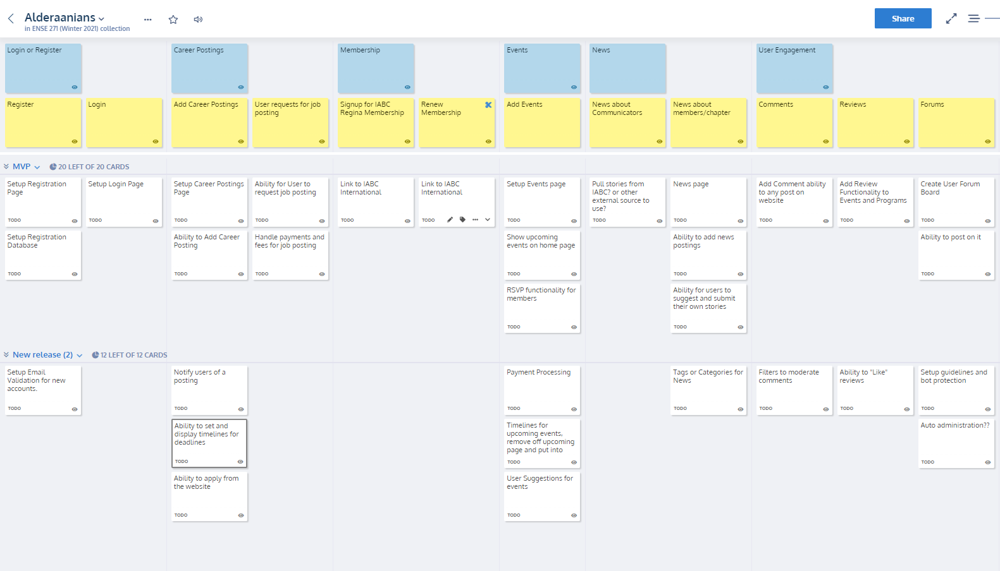 Alderaanians
in ENSE 271 (Winter 2021) collection
Share
Login or Register
Career Postings
Membership
Events
News
User Engagement
Register
Login
Add Career Postings
User requests for job
posting
Signup for IABC
Regina Membership
Renew
Membership
Add Events
News about
Communicators
News about
members/chapter
Comments
Reviews
Forums
MVP
20 LEFT OF 20 CARDS
Setup Registration
Page
TODO
Setup Login Page
TODO
Setup Career Postings
Page
TODO
Ability for User to
request job posting
TODO
Link to IABC
International
TODO
Link to IABC
International
TODO
Setup Events page
TODO
Pull stories from
IABC? or other
external source to
use?
TODO
News page
TODO
Add Comment ability
to any post on
website
TODO
Add Review
Functionality to
Events and Programs
TODO
Create User Forum
Board
TODO
Setup Registration
Database
TODO
Ability to Add Career
Posting
TODO
Handle payments and
fees for job posting
TODO
Show upcoming
events on home page
TODO
Ability to add news
postings
TODO
Ability to post on it
TODO
RSVP functionality for
members
TODO
Ability for users to
suggest and submit
their own stories
TODO
New release (2)
12 LEFT OF 12 CARDS
Setup Email
Validation for new
accounts.
TODO
Notify users of a
posting
TODO
Payment Processing
TODO
Tags or Categories for
News
TODO
Filters to moderate
comments
TODO
Ability to "Like"
reviews
TODO
Setup guidelines and
bot protection
TODO
Ability to set and
display timelines for
deadlines
TODO
Timelines for
upcoming events,
remove off upcoming
page and put into
TODO
Auto administration??
TODO
Ability to apply from
the website
TODO
User Suggestions for
events
TODO